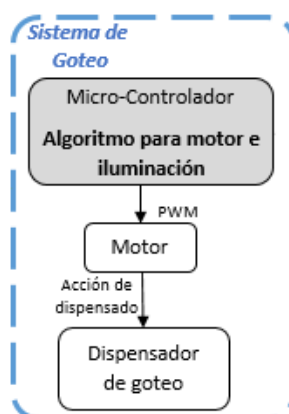 Sistema de
Goteo
Micro-Controlador
Algoritmo para motor e
iluminación
PWM
Motor
Acción de
dispensado
Dispensador
de goteo